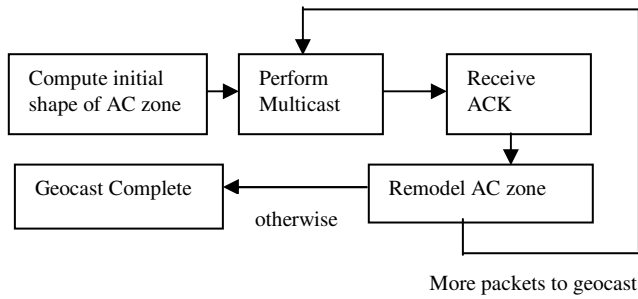 Compute initial
shape of AC zone
Perform
Multicast
Receive
ACK
Geocast Complete
Remodel AC zone
otherwise
More packets to geocast